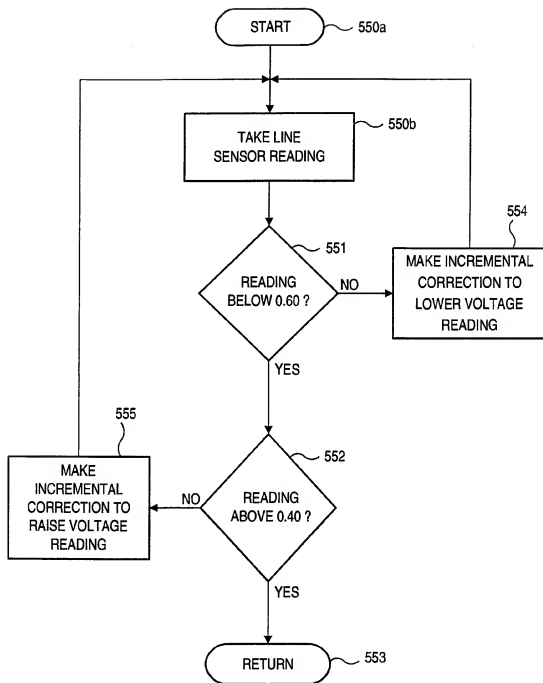 START
550a
TAKE LINE
SENSOR READING
550b
551
READING
BELOW 0.60 ?
NO
554
MAKE INCREMENTAL
CORRECTION TO
LOWER VOLTAGE
READING
YES
552
READING
ABOVE 0.40 ?
NO
555
MAKE
INCREMENTAL
CORRECTION TO
RAISE VOLTAGE
READING
YES
RETURN
553